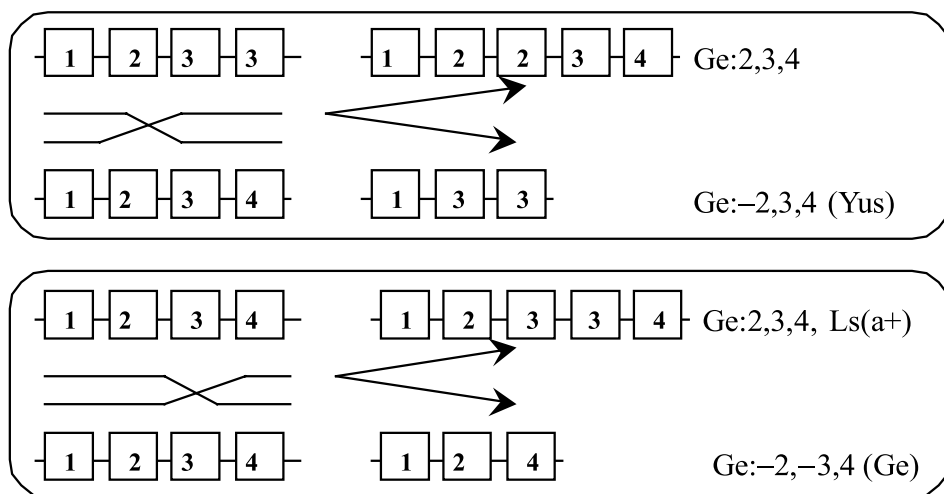 1 2 3 3 1 2 2 3 4 Ge:2,3,4
1 2 3 4 1 3 3 Ge:−2,3,4 (Yus)
1 2 3 4 1 2 3 3 4 Ge:2,3,4, Ls(a+)
1 2 3 4 1 2 4 Ge:−2,−3,4 (Ge)